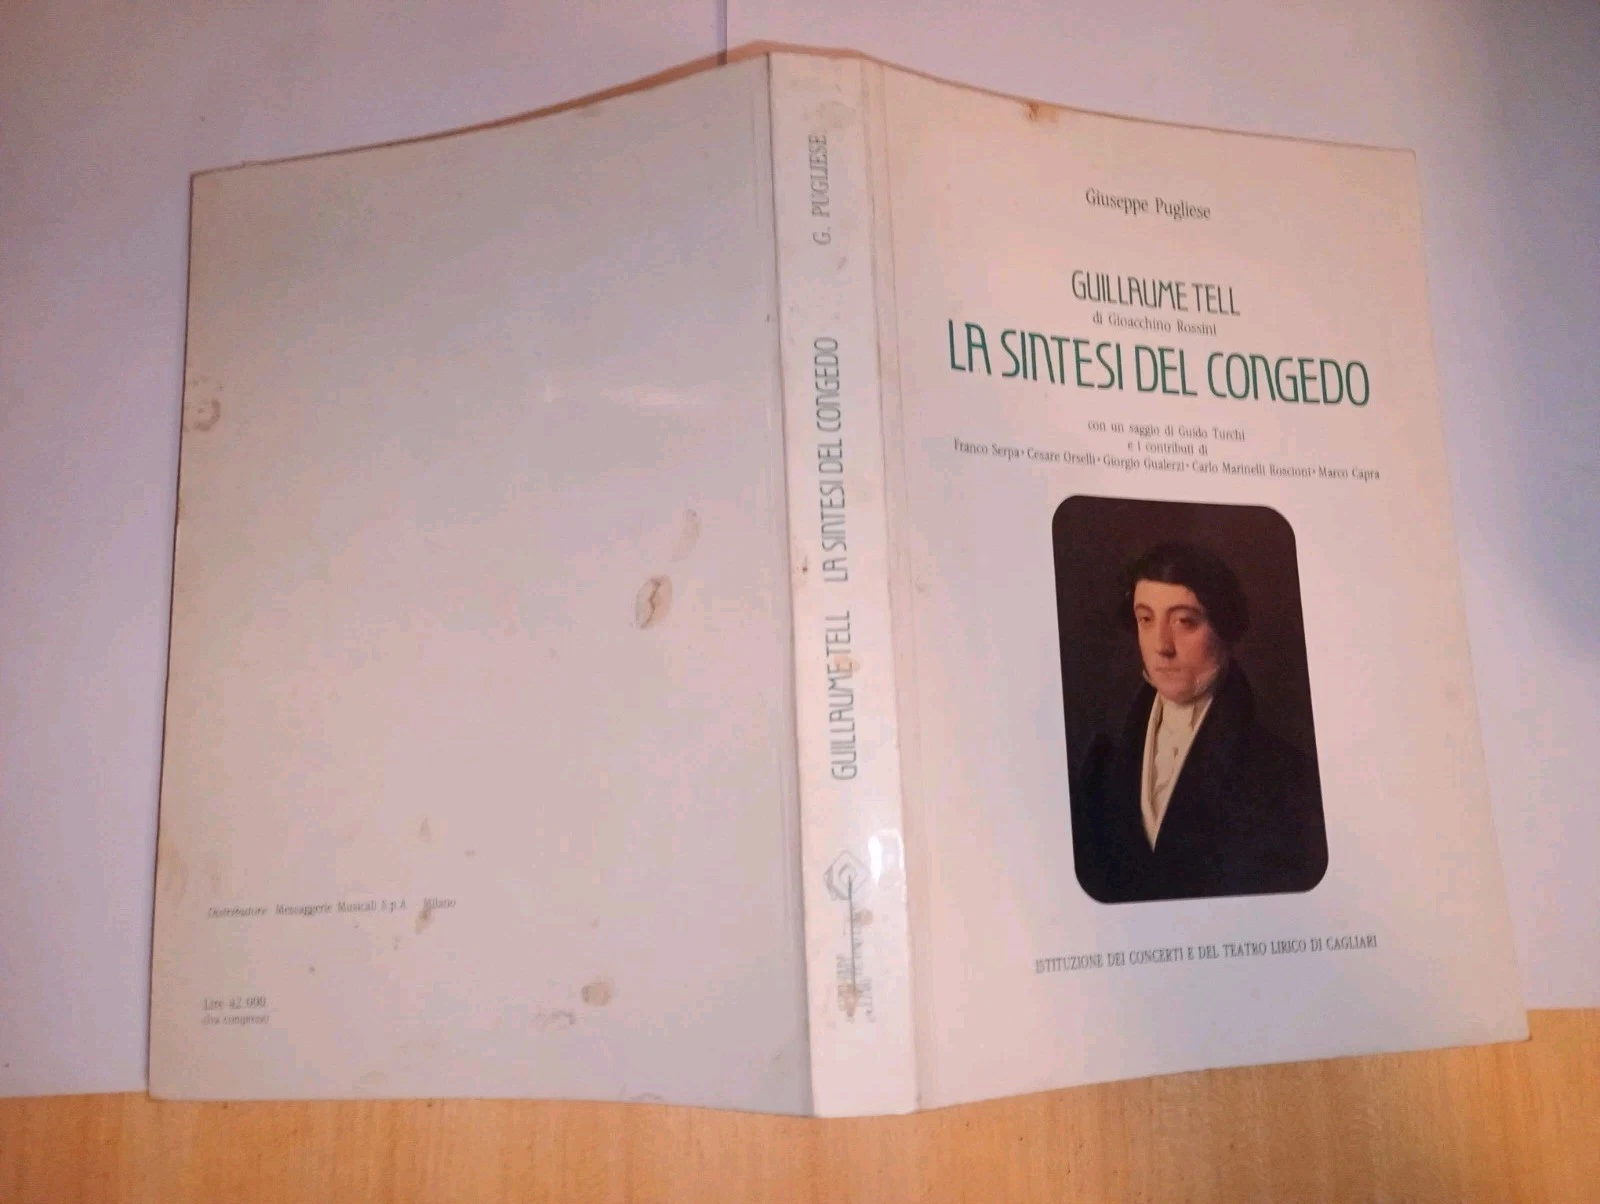 Distributore Messaggerie Musicali S.p.A. Milano
Lire 42.000
(Iva compresa)
G. PUGLIESE
GUILLAUME TELL LA SINTESI DEL CONGEDO
Giuseppe Pugliese
GUILLAUME TELL
di Gioacchino Rossini
LA SINTESI DEL CONGEDO
con un saggio di Guido Turchi
e i contributi di
Franco Serpa • Cesare Orselli • Giorgio Gualerzi • Carlo Marinelli Roscioni • Marco Capra
ISTITUZIONE DEI CONCERTI E DEL TEATRO LIRICO DI CAGLIARI